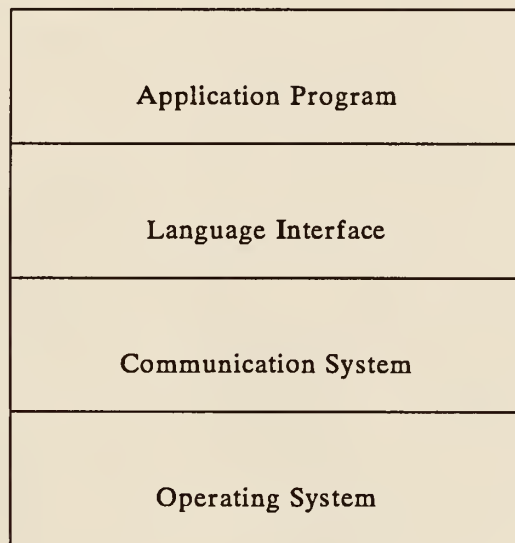 Application Program
Language Interface
Communication System
Operating System